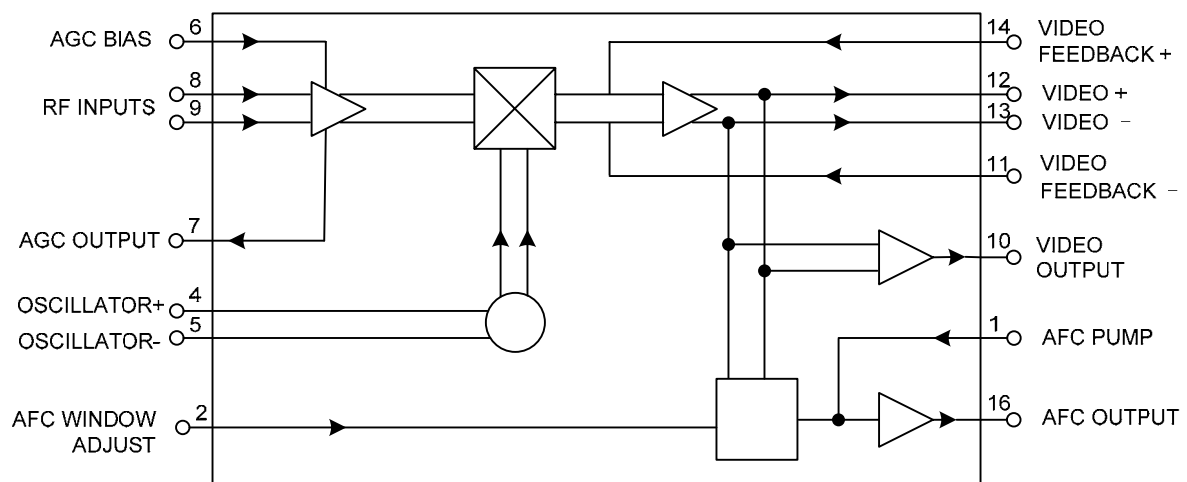 6
AGC BIAS
8
RF INPUTS
9
7
AGC OUTPUT
4
OSCILLATOR+
5
OSCILLATOR-
2
AFC WINDOW
ADJUST
14
VIDEO
FEEDBACK +
12
VIDEO +
13
VIDEO –
11
VIDEO
FEEDBACK –
10
VIDEO
OUTPUT
1
AFC PUMP
16
AFC OUTPUT